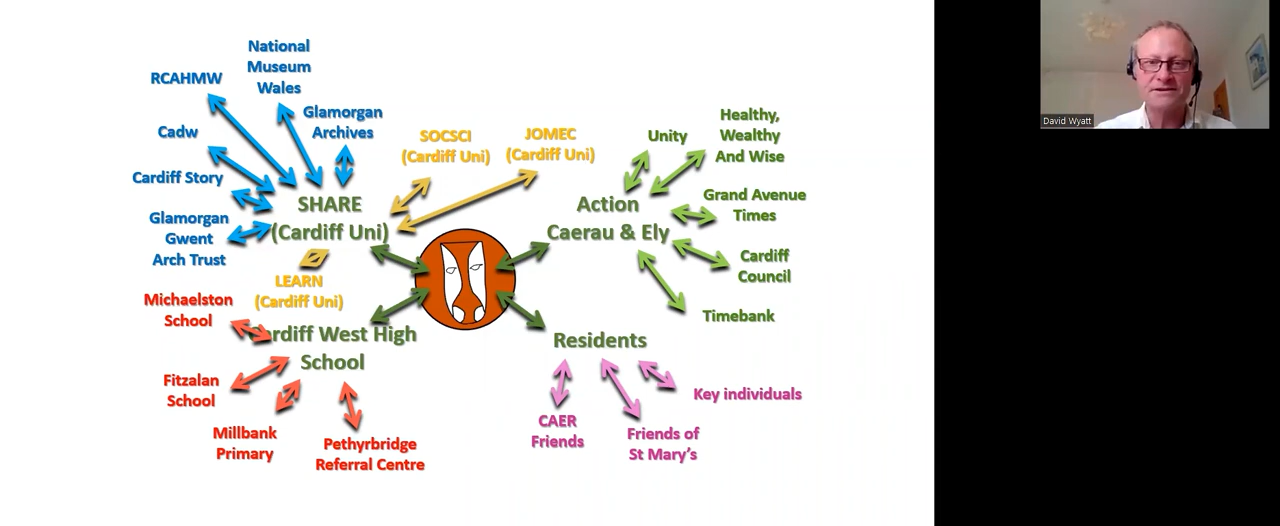 National
Museum
Wales
RCAHMW
Glamorgan
Archives
Cadw
Cardiff Story
Glamorgan
Gwent
Arch Trust
SHARE
(Cardiff Uni)
SOCSCI
(Cardiff Uni)
JOMEC
(Cardiff Uni)
LEARN
(Cardiff Uni)
Unity
Healthy,
Wealthy
And Wise
Action
Caerau & Ely
Grand Avenue
Times
Cardiff
Council
Timebank
Michaelston
School
ardiff West High
School
Fitzalan
School
Millbank
Primary
Pethyrbridge
Referral Centre
Residents
Key individuals
CAER
Friends
Friends of
St Mary's
David Wyatt